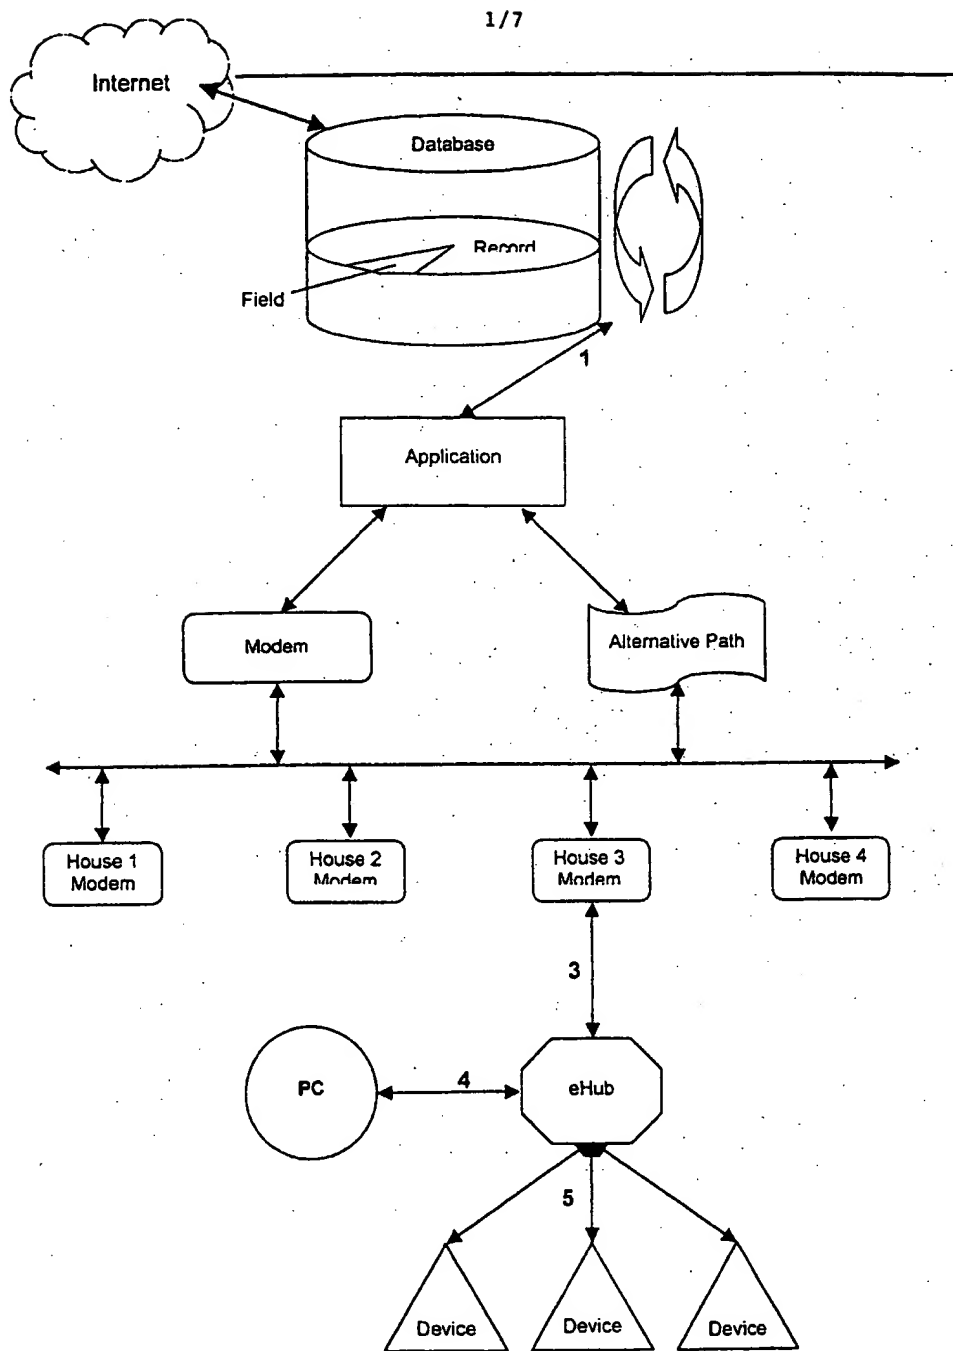 1/7
Internet
Database
Record
Field
1
Application
Modem
Alternative Path
House 1
Modem
House 2
Modem
House 3
Modem
House 4
Modem
3
PC
4
eHub
5
Device
Device
Device